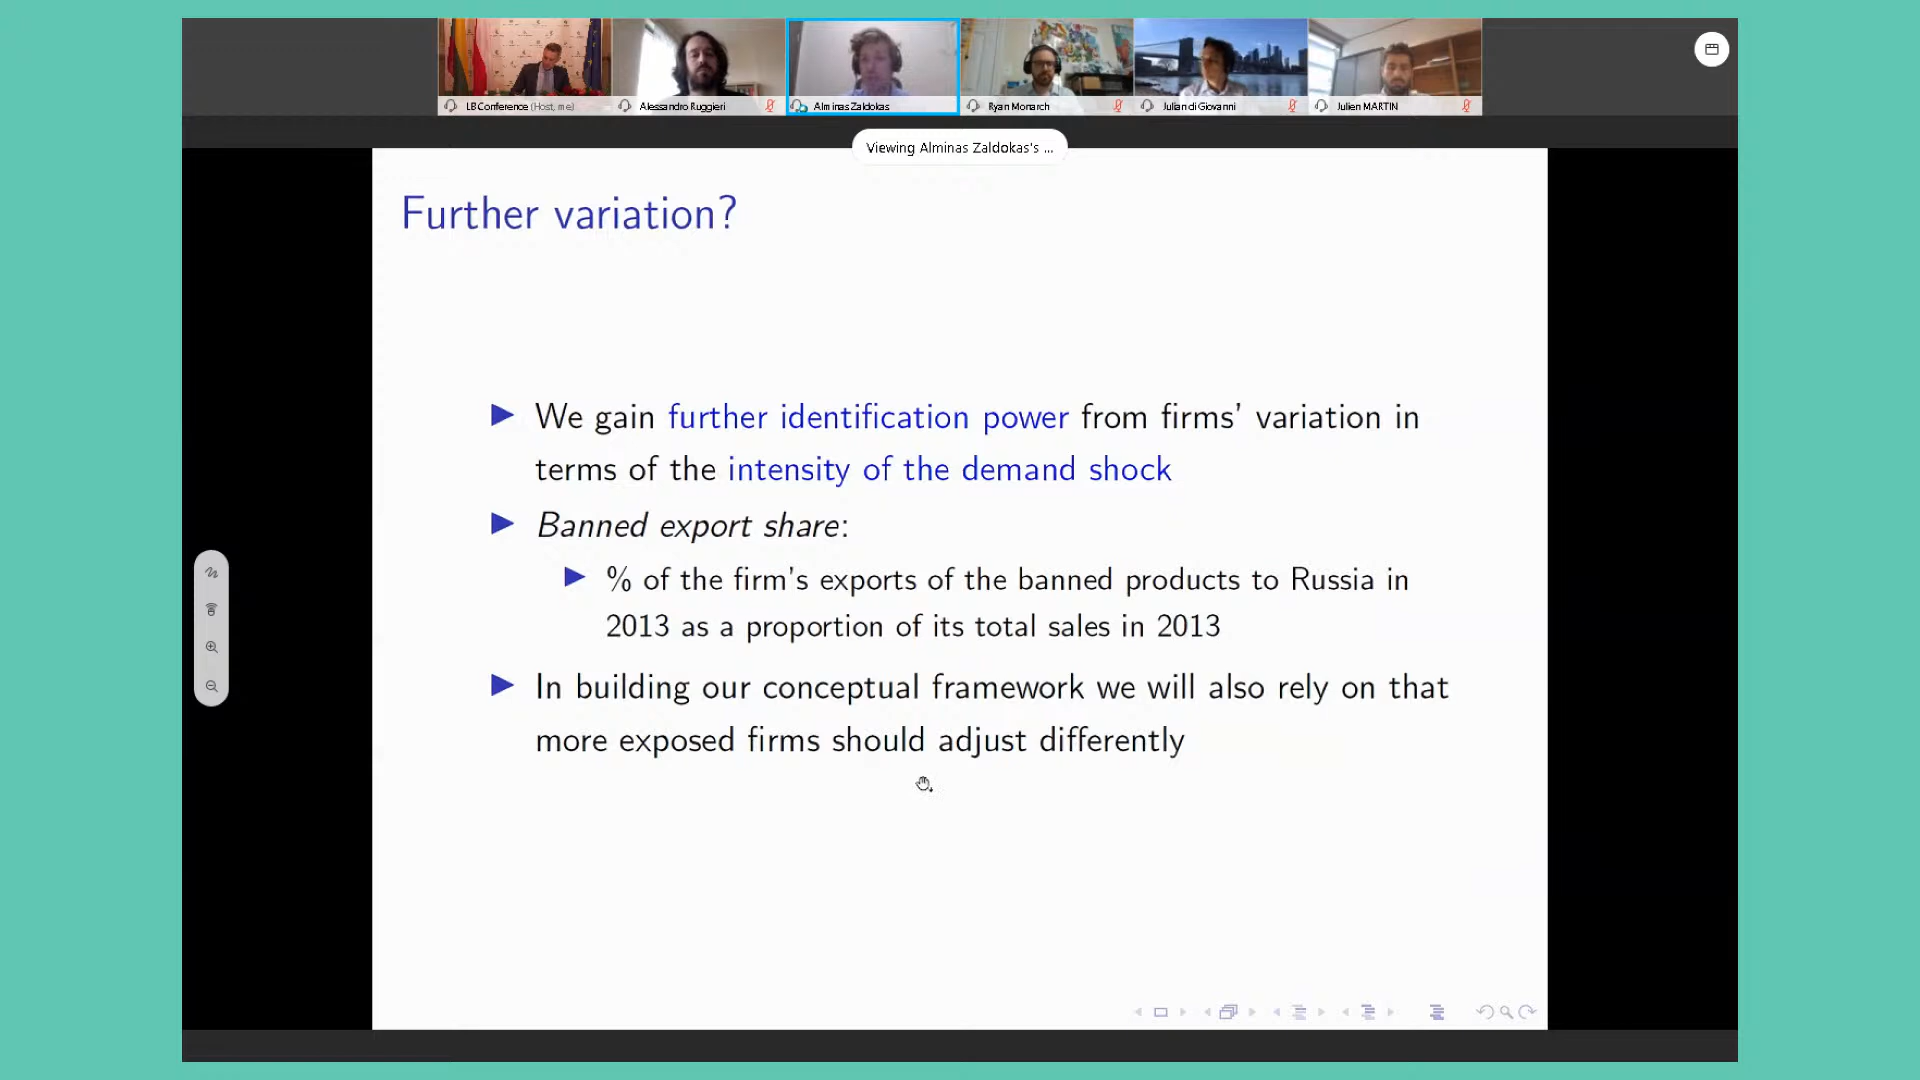 LB Conference (Host, me)
Alessandro Ruggieri
Alminas Zaldokas
Ryan Monarch
Julian di Giovanni
Julien MARTIN
Viewing Alminas Zaldokas's ...
Further variation?
We gain further identification power from firms' variation in
terms of the intensity of the demand shock
Banned export share:
% of the firm's exports of the banned products to Russia in
2013 as a proportion of its total sales in 2013
In building our conceptual framework we will also rely on that
more exposed firms should adjust differently